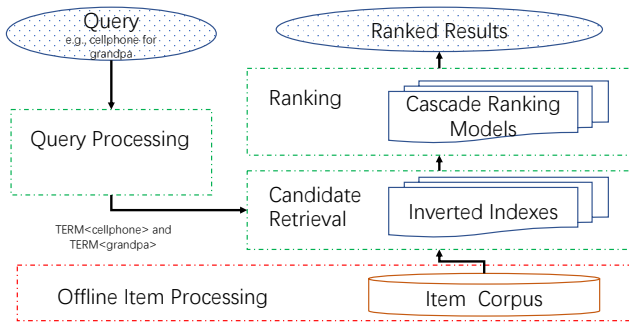 Query
e.g., cellphone for
grandpa
Query Processing
TERM<cellphone> and
TERM<grandpa>
Ranked Results
Ranking
Cascade Ranking
Models
Candidate
Retrieval
Inverted Indexes
Offline Item Processing
Item Corpus